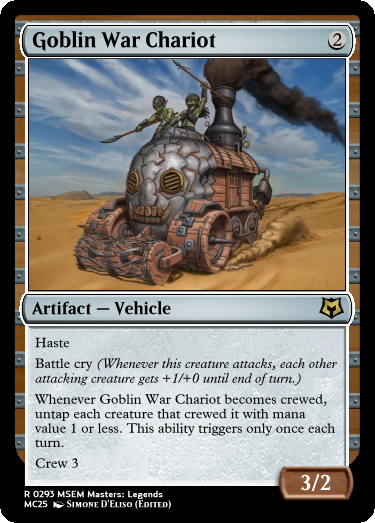 Goblin War Chariot 2
Artifact — Vehicle
Haste
Battle cry (Whenever this creature attacks, each other
attacking creature gets +1/+0 until end of turn.)
Whenever Goblin War Chariot becomes crewed,
untap each creature that crewed it with mana
value 1 or less. This ability triggers only once each
turn.
Crew 3
3/2
R 0293 MSEM Masters: Legends
MC25 Simone D'Eliso (Edited)